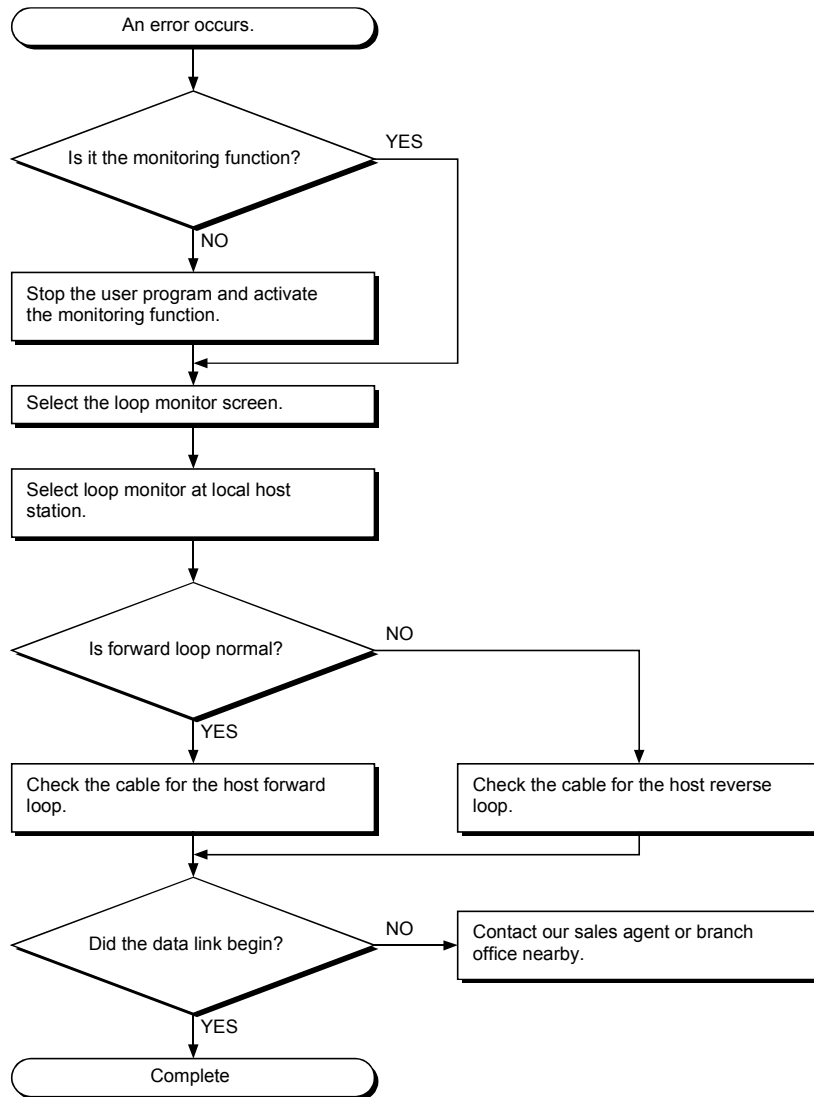 An error occurs.
Is it the monitoring function?
YES
NO
Stop the user program and activate
the monitoring function.
Select the loop monitor screen.
Select loop monitor at local host
station.
Is forward loop normal?
NO
YES
Check the cable for the host forward
loop.
Check the cable for the host reverse
loop.
Did the data link begin?
NO
Contact our sales agent or branch
office nearby.
YES
Complete